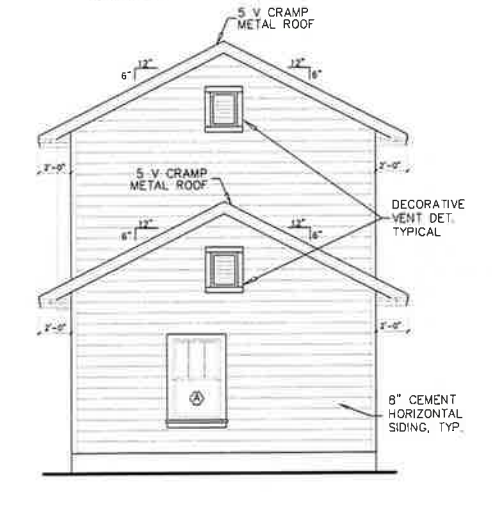 5 V CRAMP
METAL ROOF
12"
6"
12"
6"
2'-0"
2'-0"
5 V CRAMP
METAL ROOF
DECORATIVE
VENT DET.
TYPICAL
12"
6"
12"
6"
2'-0"
2'-0"
A
8" CEMENT
HORIZONTAL
SIDING, TYP.